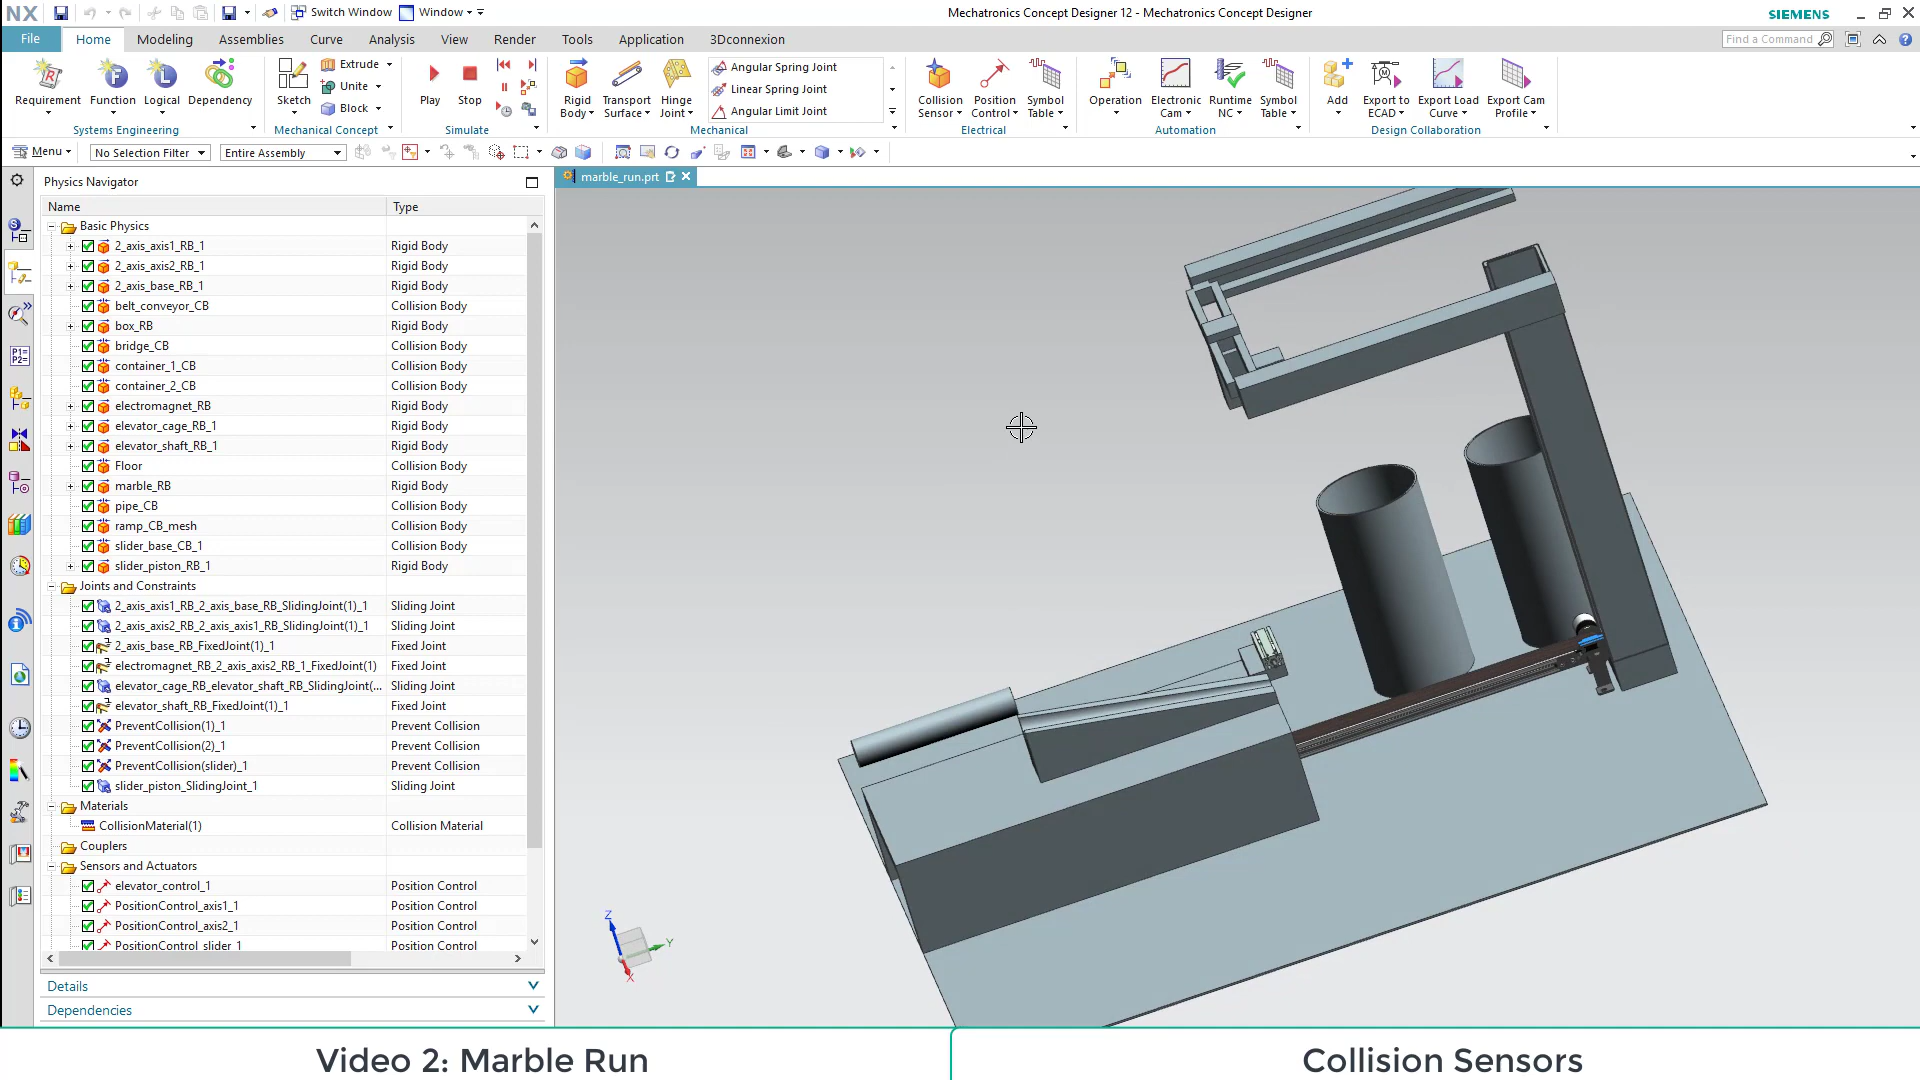 NX
Switch Window
Window
Mechatronics Concept Designer 12 - Mechatronics Concept Designer
SIEMENS
File
Home
Modeling
Assemblies
Curve
Analysis
View
Render
Tools
Application
3Dconnexion
Find a Command
Requirement
Function
Logical
Dependency
Systems Engineering
Sketch
Extrude
Unite
Block
Mechanical Concept
Play
Stop
Simulate
Rigid Body
Transport Surface
Hinge Joint
Angular Spring Joint
Linear Spring Joint
Angular Limit Joint
Mechanical
Collision Sensor
Position Control
Symbol Table
Electrical
Operation
Electronic Cam
Runtime NC
Symbol Table
Automation
Add
Export to ECAD
Export Load Curve
Export Cam Profile
Design Collaboration
Menu
No Selection Filter
Entire Assembly
Physics Navigator
marble_run.prt
Name Type
Basic Physics
2_axis_axis1_RB_1 Rigid Body
2_axis_axis2_RB_1 Rigid Body
2_axis_base_RB_1 Rigid Body
belt_conveyor_CB Collision Body
box_RB Rigid Body
bridge_CB Collision Body
container_1_CB Collision Body
container_2_CB Collision Body
electromagnet_RB Rigid Body
elevator_cage_RB_1 Rigid Body
elevator_shaft_RB_1 Rigid Body
Floor Collision Body
marble_RB Rigid Body
pipe_CB Collision Body
ramp_CB_mesh Collision Body
slider_base_CB_1 Collision Body
slider_piston_RB_1 Rigid Body
Joints and Constraints
2_axis_axis1_RB_2_axis_base_RB_SlidingJoint(1)_1 Sliding Joint
2_axis_axis2_RB_2_axis_axis1_RB_SlidingJoint(1)_1 Sliding Joint
2_axis_base_RB_FixedJoint(1)_1 Fixed Joint
electromagnet_RB_2_axis_axis2_RB_1_FixedJoint(1) Fixed Joint
elevator_cage_RB_elevator_shaft_RB_SlidingJoint(... Sliding Joint
elevator_shaft_RB_FixedJoint(1)_1 Fixed Joint
PreventCollision(1)_1 Prevent Collision
PreventCollision(2)_1 Prevent Collision
PreventCollision(slider)_1 Prevent Collision
slider_piston_SlidingJoint_1 Sliding Joint
Materials
CollisionMaterial(1) Collision Material
Couplers
Sensors and Actuators
elevator_control_1 Position Control
PositionControl_axis1_1 Position Control
PositionControl_axis2_1 Position Control
PositionControl_slider_1 Position Control
Details
Dependencies
Z
Y
X
Video 2: Marble Run
Collision Sensors